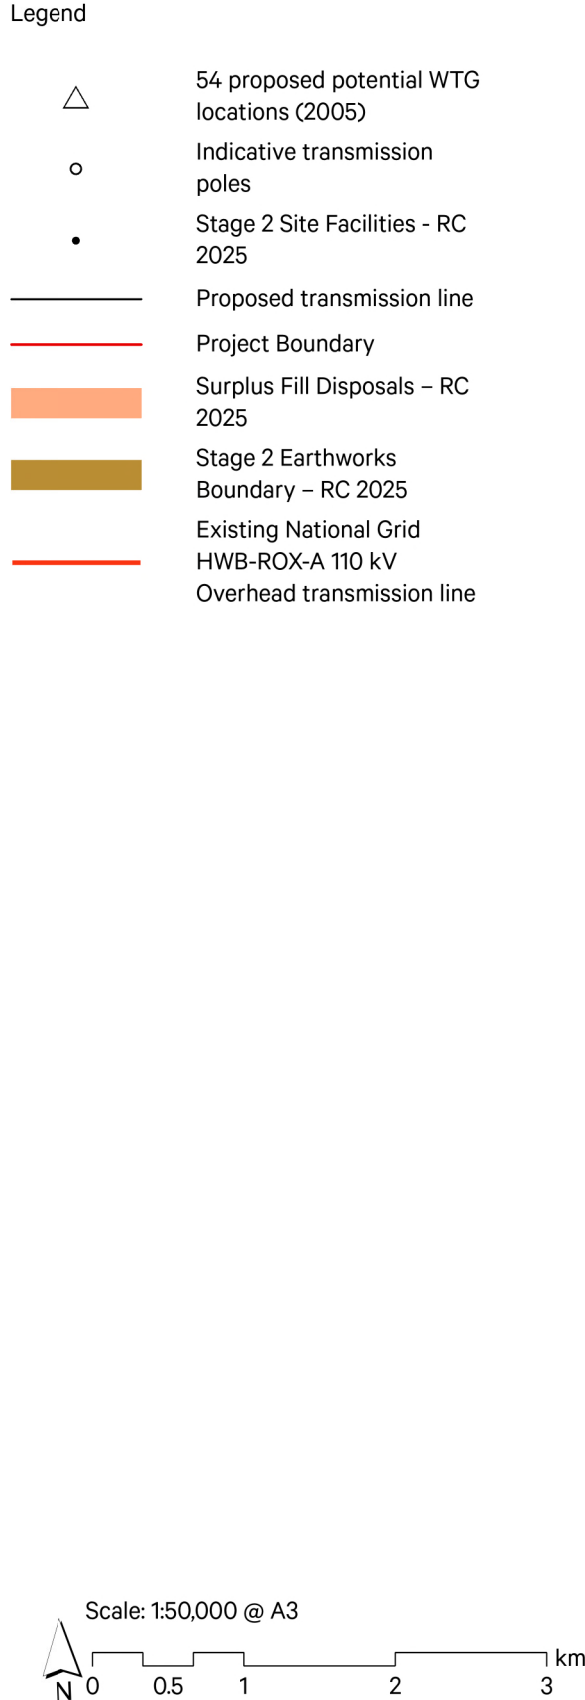 Legend
54 proposed potential WTG
locations (2005)
Indicative transmission
poles
Stage 2 Site Facilities - RC
2025
Proposed transmission line
Project Boundary
Surplus Fill Disposals – RC
2025
Stage 2 Earthworks
Boundary – RC 2025
Existing National Grid
HWB-ROX-A 110 kV
Overhead transmission line
Scale: 1:50,000 @ A3
km
N 0 0.5 1 2 3